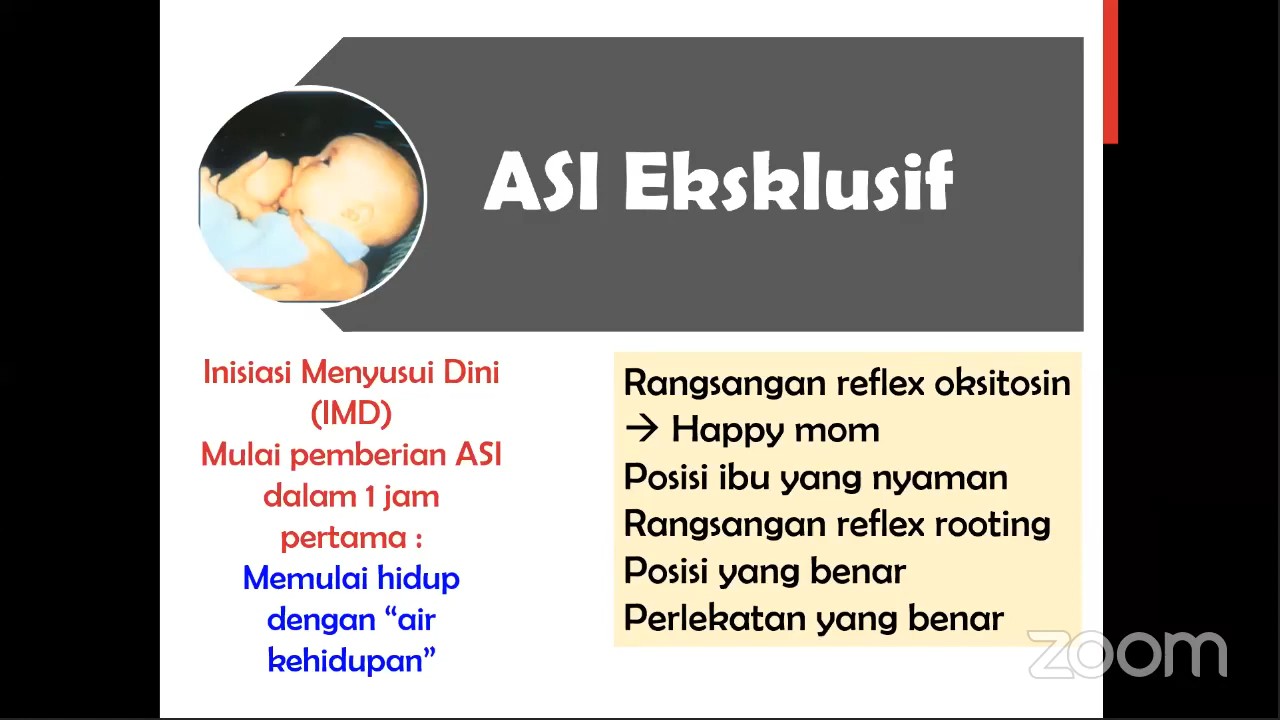 ASI Eksklusif
Inisiasi Menyusui Dini
(IMD)
Mulai pemberian ASI
dalam 1 jam
pertama :
Memulai hidup
dengan “air
kehidupan”
Rangsangan reflex oksitosin
→ Happy mom
Posisi ibu yang nyaman
Rangsangan reflex rooting
Posisi yang benar
Perlekatan yang benar
zoom